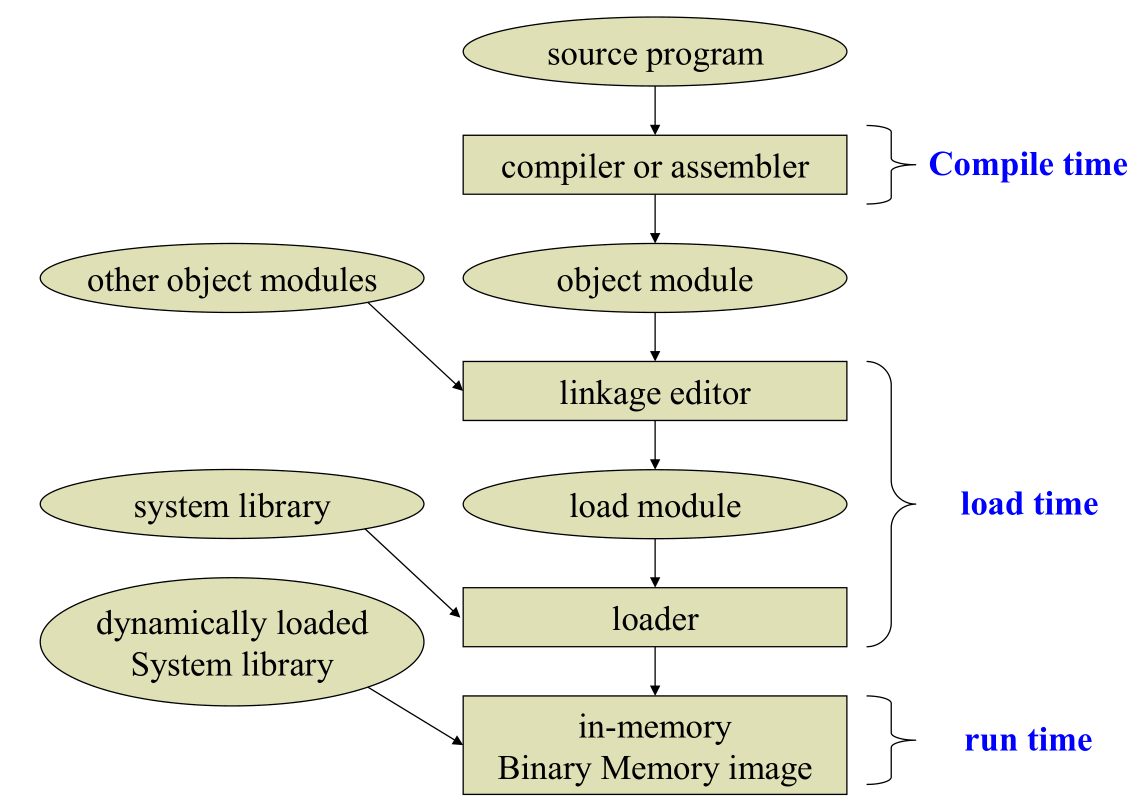 source program
compiler or assembler
Compile time
other object modules
object module
linkage editor
system library
load module
load time
dynamically loaded
System library
loader
in-memory
Binary Memory image
run time